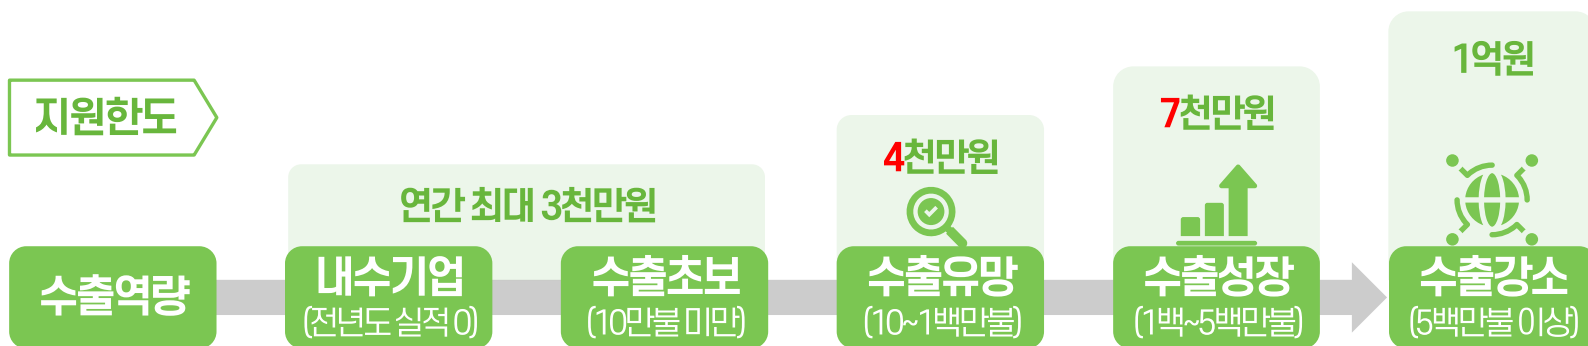 지원한도
연간 최대 3천만원
4천만원
7천만원
1억원
수출역량
내수기업
(전년도 실적 0)
수출초보
(10만불 미만)
수출유망
(10~1백만불)
수출성장
(1백~5백만불)
수출강소
(5백만불 이상)